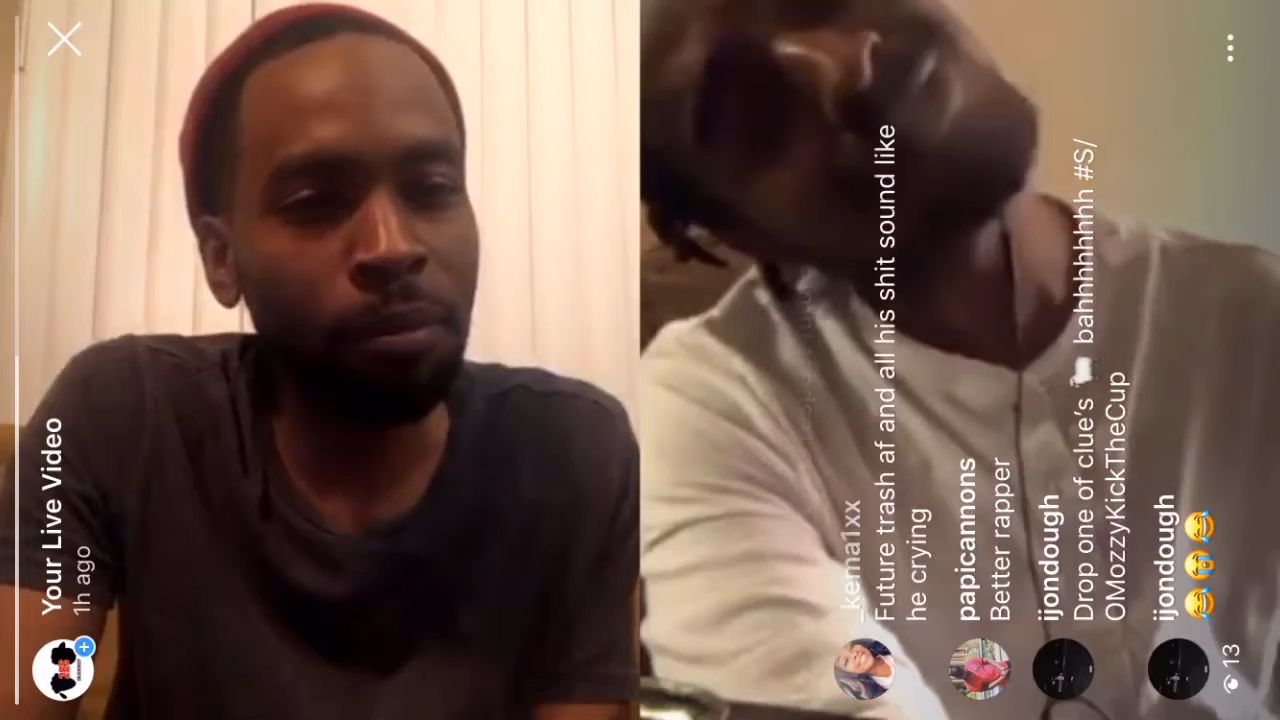 Your Live Video
1h ago
_kema1xx
Future trash af and all his shit sound like
he crying
papicannons
Better rapper
ijondough
Drop one of clue's bahhhhhhhh #S/
OMozzyKickTheCup
ijondough
😂😭😂
13